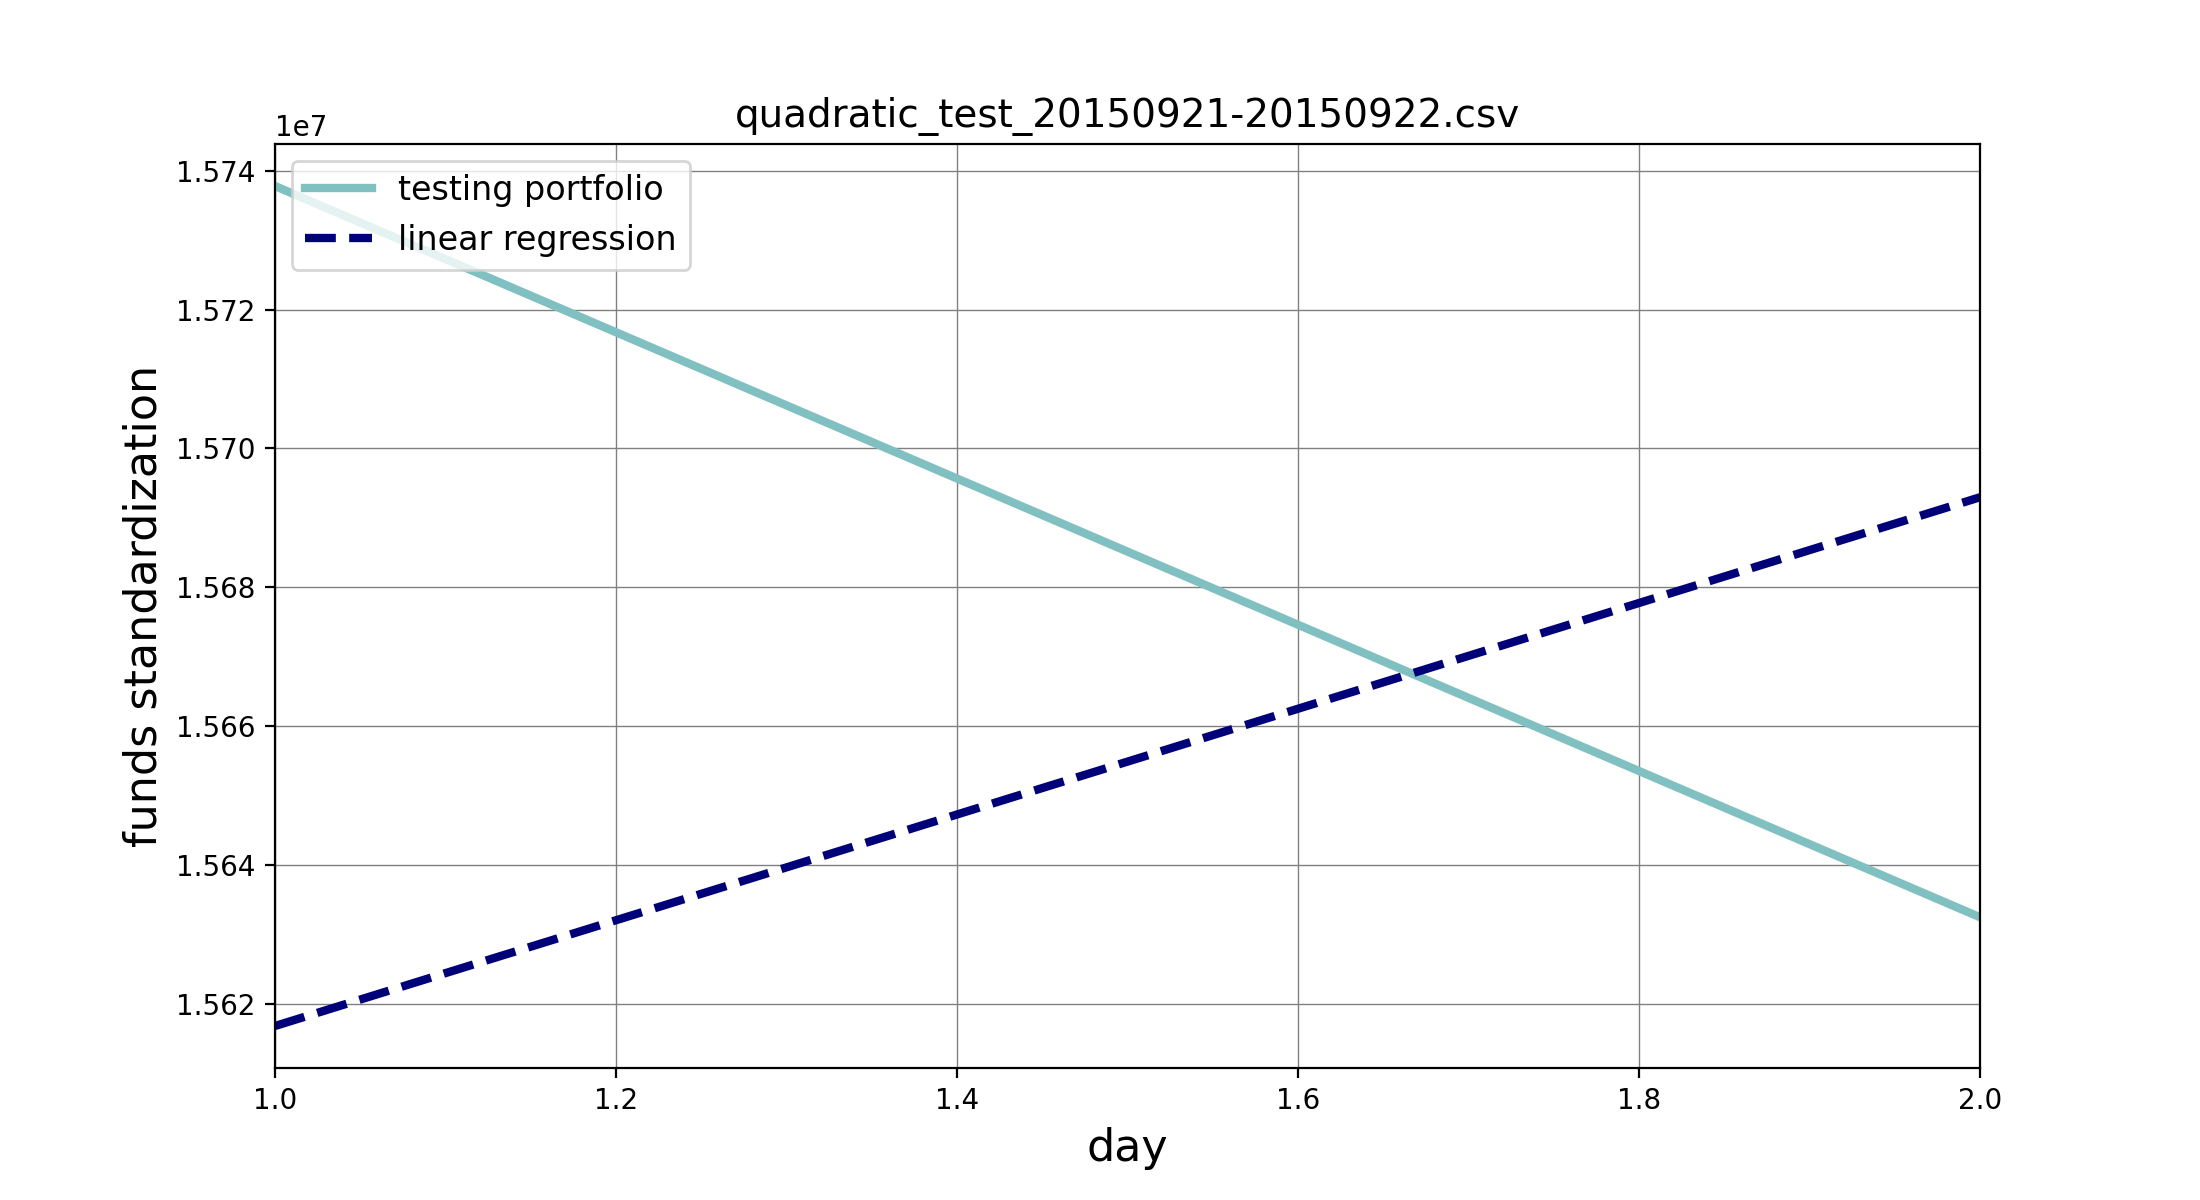 quadratic_test_20150921-20150922.csv
1e7
testing portfolio
linear regression
funds standardization
1.574
1.572
1.570
1.568
1.566
1.564
1.562
1.0 1.2 1.4 1.6 1.8 2.0
day